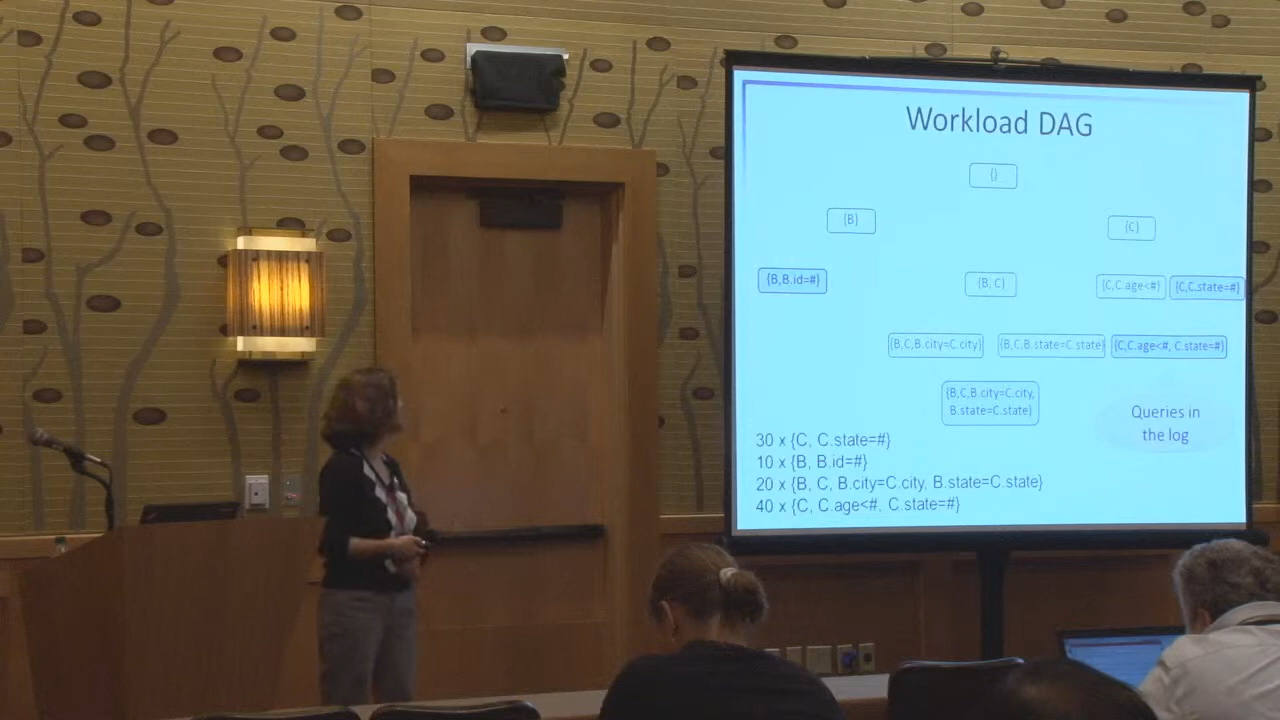 Workload DAG
{}
{B}
{C}
{B,B.id=#}
{B, C}
{C,C.age<#}
{C,C.state=#}
{B,C,B.city=C.city}
{B,C,B.state=C.state}
{C,C.age<#, C.state=#}
{B,C,B.city=C.city,
B.state=C.state}
Queries in
the log
30 x {C, C.state=#}
10 x {B, B.id=#}
20 x {B, C, B.city=C.city, B.state=C.state}
40 x {C, C.age<#, C.state=#}